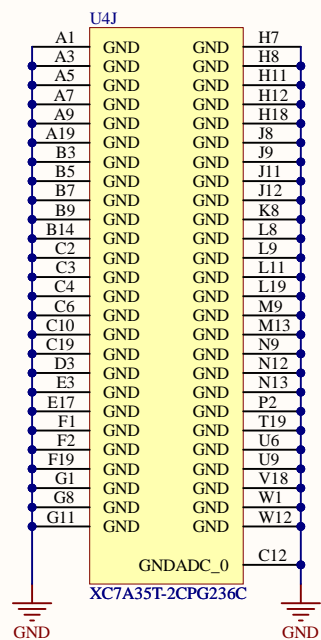 U4J
A1 GND GND H7
A3 GND GND H8
A5 GND GND H11
A7 GND GND H12
A9 GND GND H18
A19 GND GND J8
B3 GND GND J9
B5 GND GND J11
B7 GND GND J12
B9 GND GND K8
B14 GND GND L8
C2 GND GND L9
C3 GND GND L11
C4 GND GND L19
C6 GND GND M9
C10 GND GND M13
C19 GND GND N9
D3 GND GND N12
E3 GND GND N13
E17 GND GND P2
F1 GND GND T19
F2 GND GND U6
F19 GND GND U9
G1 GND GND V18
G8 GND GND W1
G11 GND GND W12
GNDADC_0 C12
XC7A35T-2CPG236C
GND GND